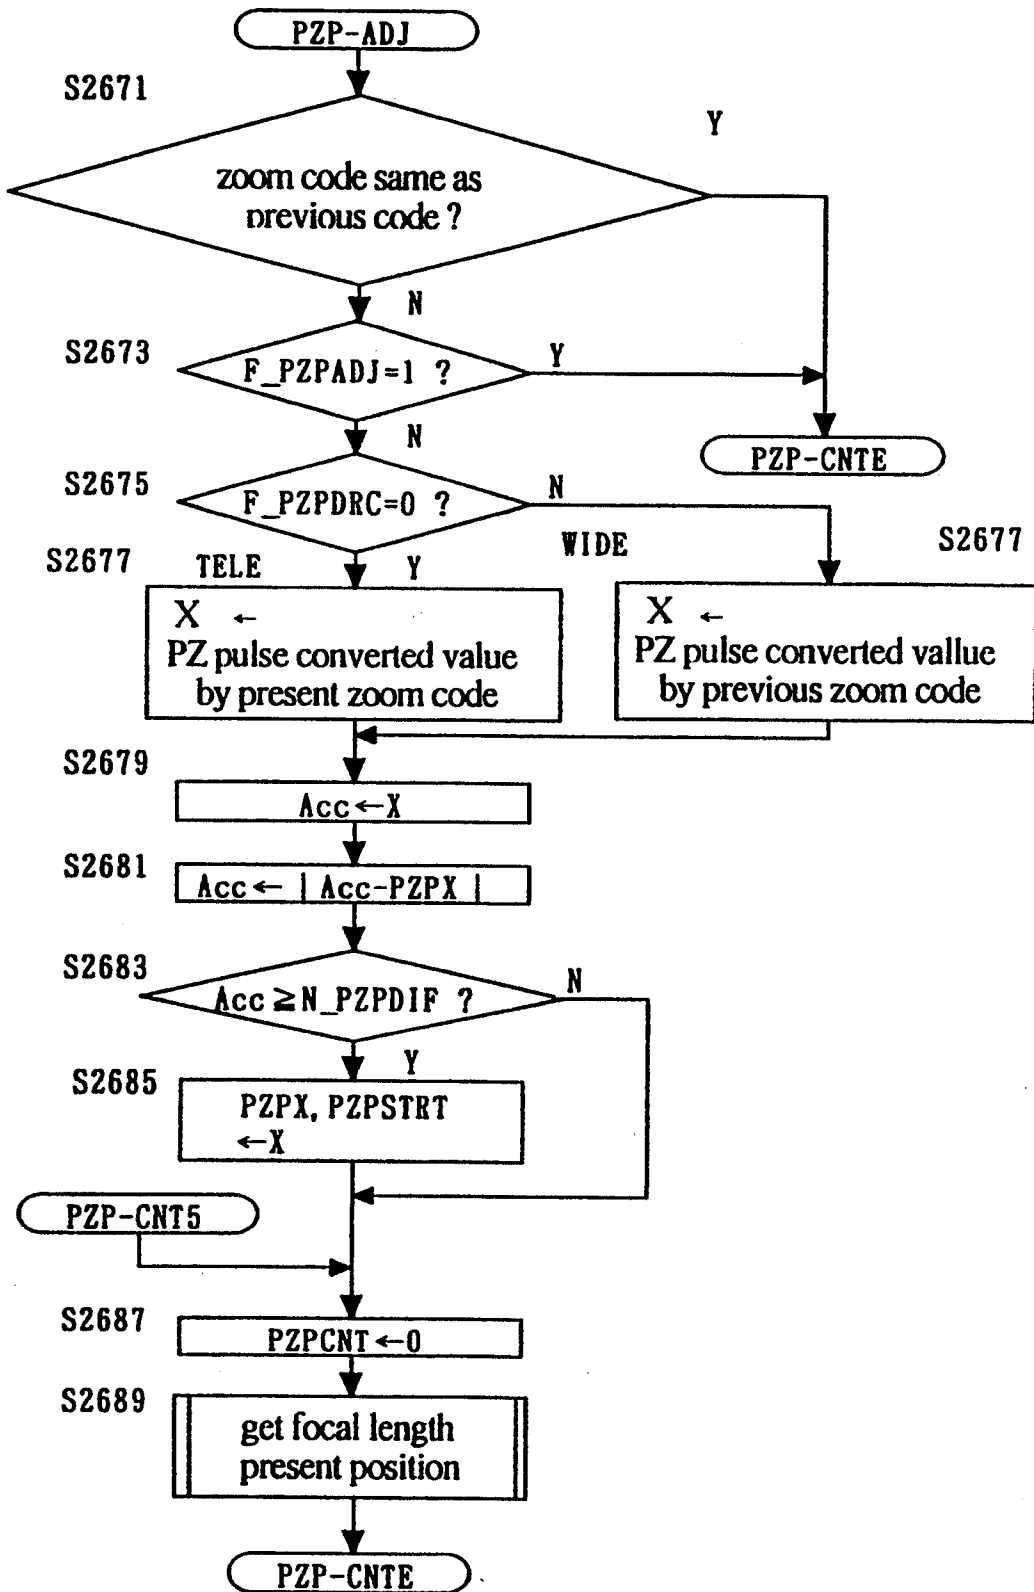 PZP-ADJ
S2671
Y
zoom code same as
previous code ?
N
S2673
F_PZPADJ=1 ?
Y
N
PZP-CNTE
S2675
F_PZPDRC=0 ?
N
S2677
TELE
Y
WIDE
S2677
X ←
PZ pulse converted value
by present zoom code
X ←
PZ pulse converted vallue
by previous zoom code
S2679
Acc←X
S2681
Acc← | Acc-PZPX |
S2683
Acc≧N_PZPDIF ?
N
Y
S2685
PZPX, PZPSTRT
←X
PZP-CNT5
S2687
PZPCNT←0
S2689
get focal length
present position
PZP-CNTE